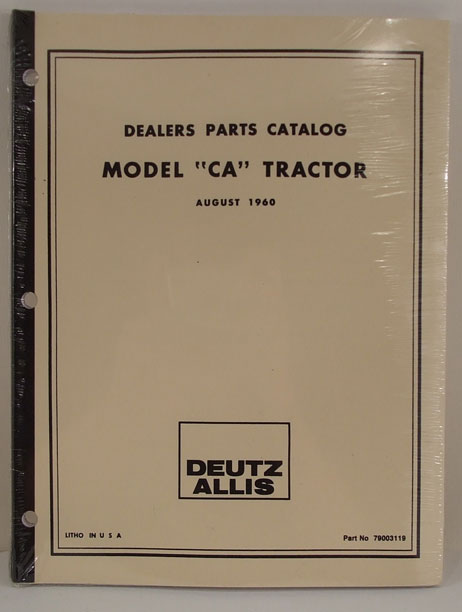 DEALERS PARTS CATALOG
MODEL "CA" TRACTOR
AUGUST 1960
DEUTZ
ALLIS
LITHO IN U S A
Part No 79003119